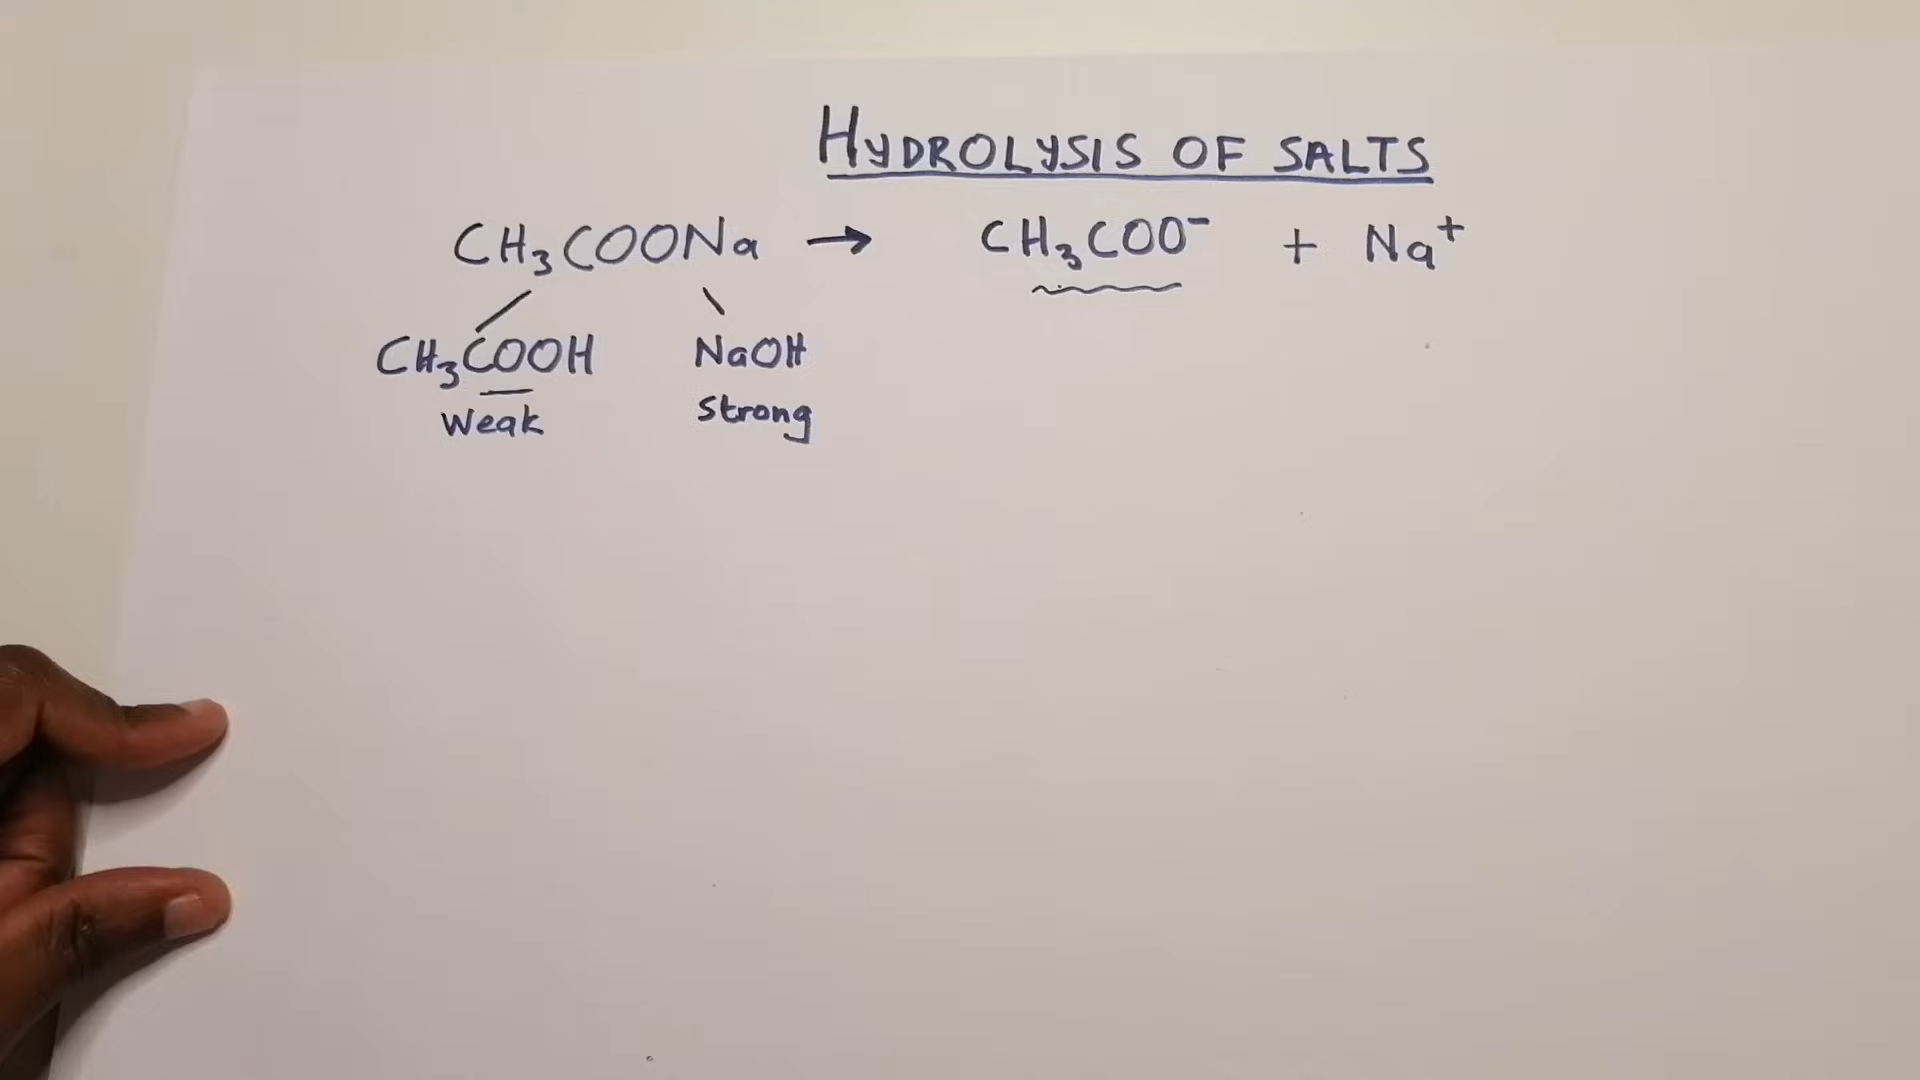 HYDROLYSIS OF SALTS
CH₃COONa → CH₃COO⁻ + Na⁺
CH₃COOH NaOH
Weak Strong